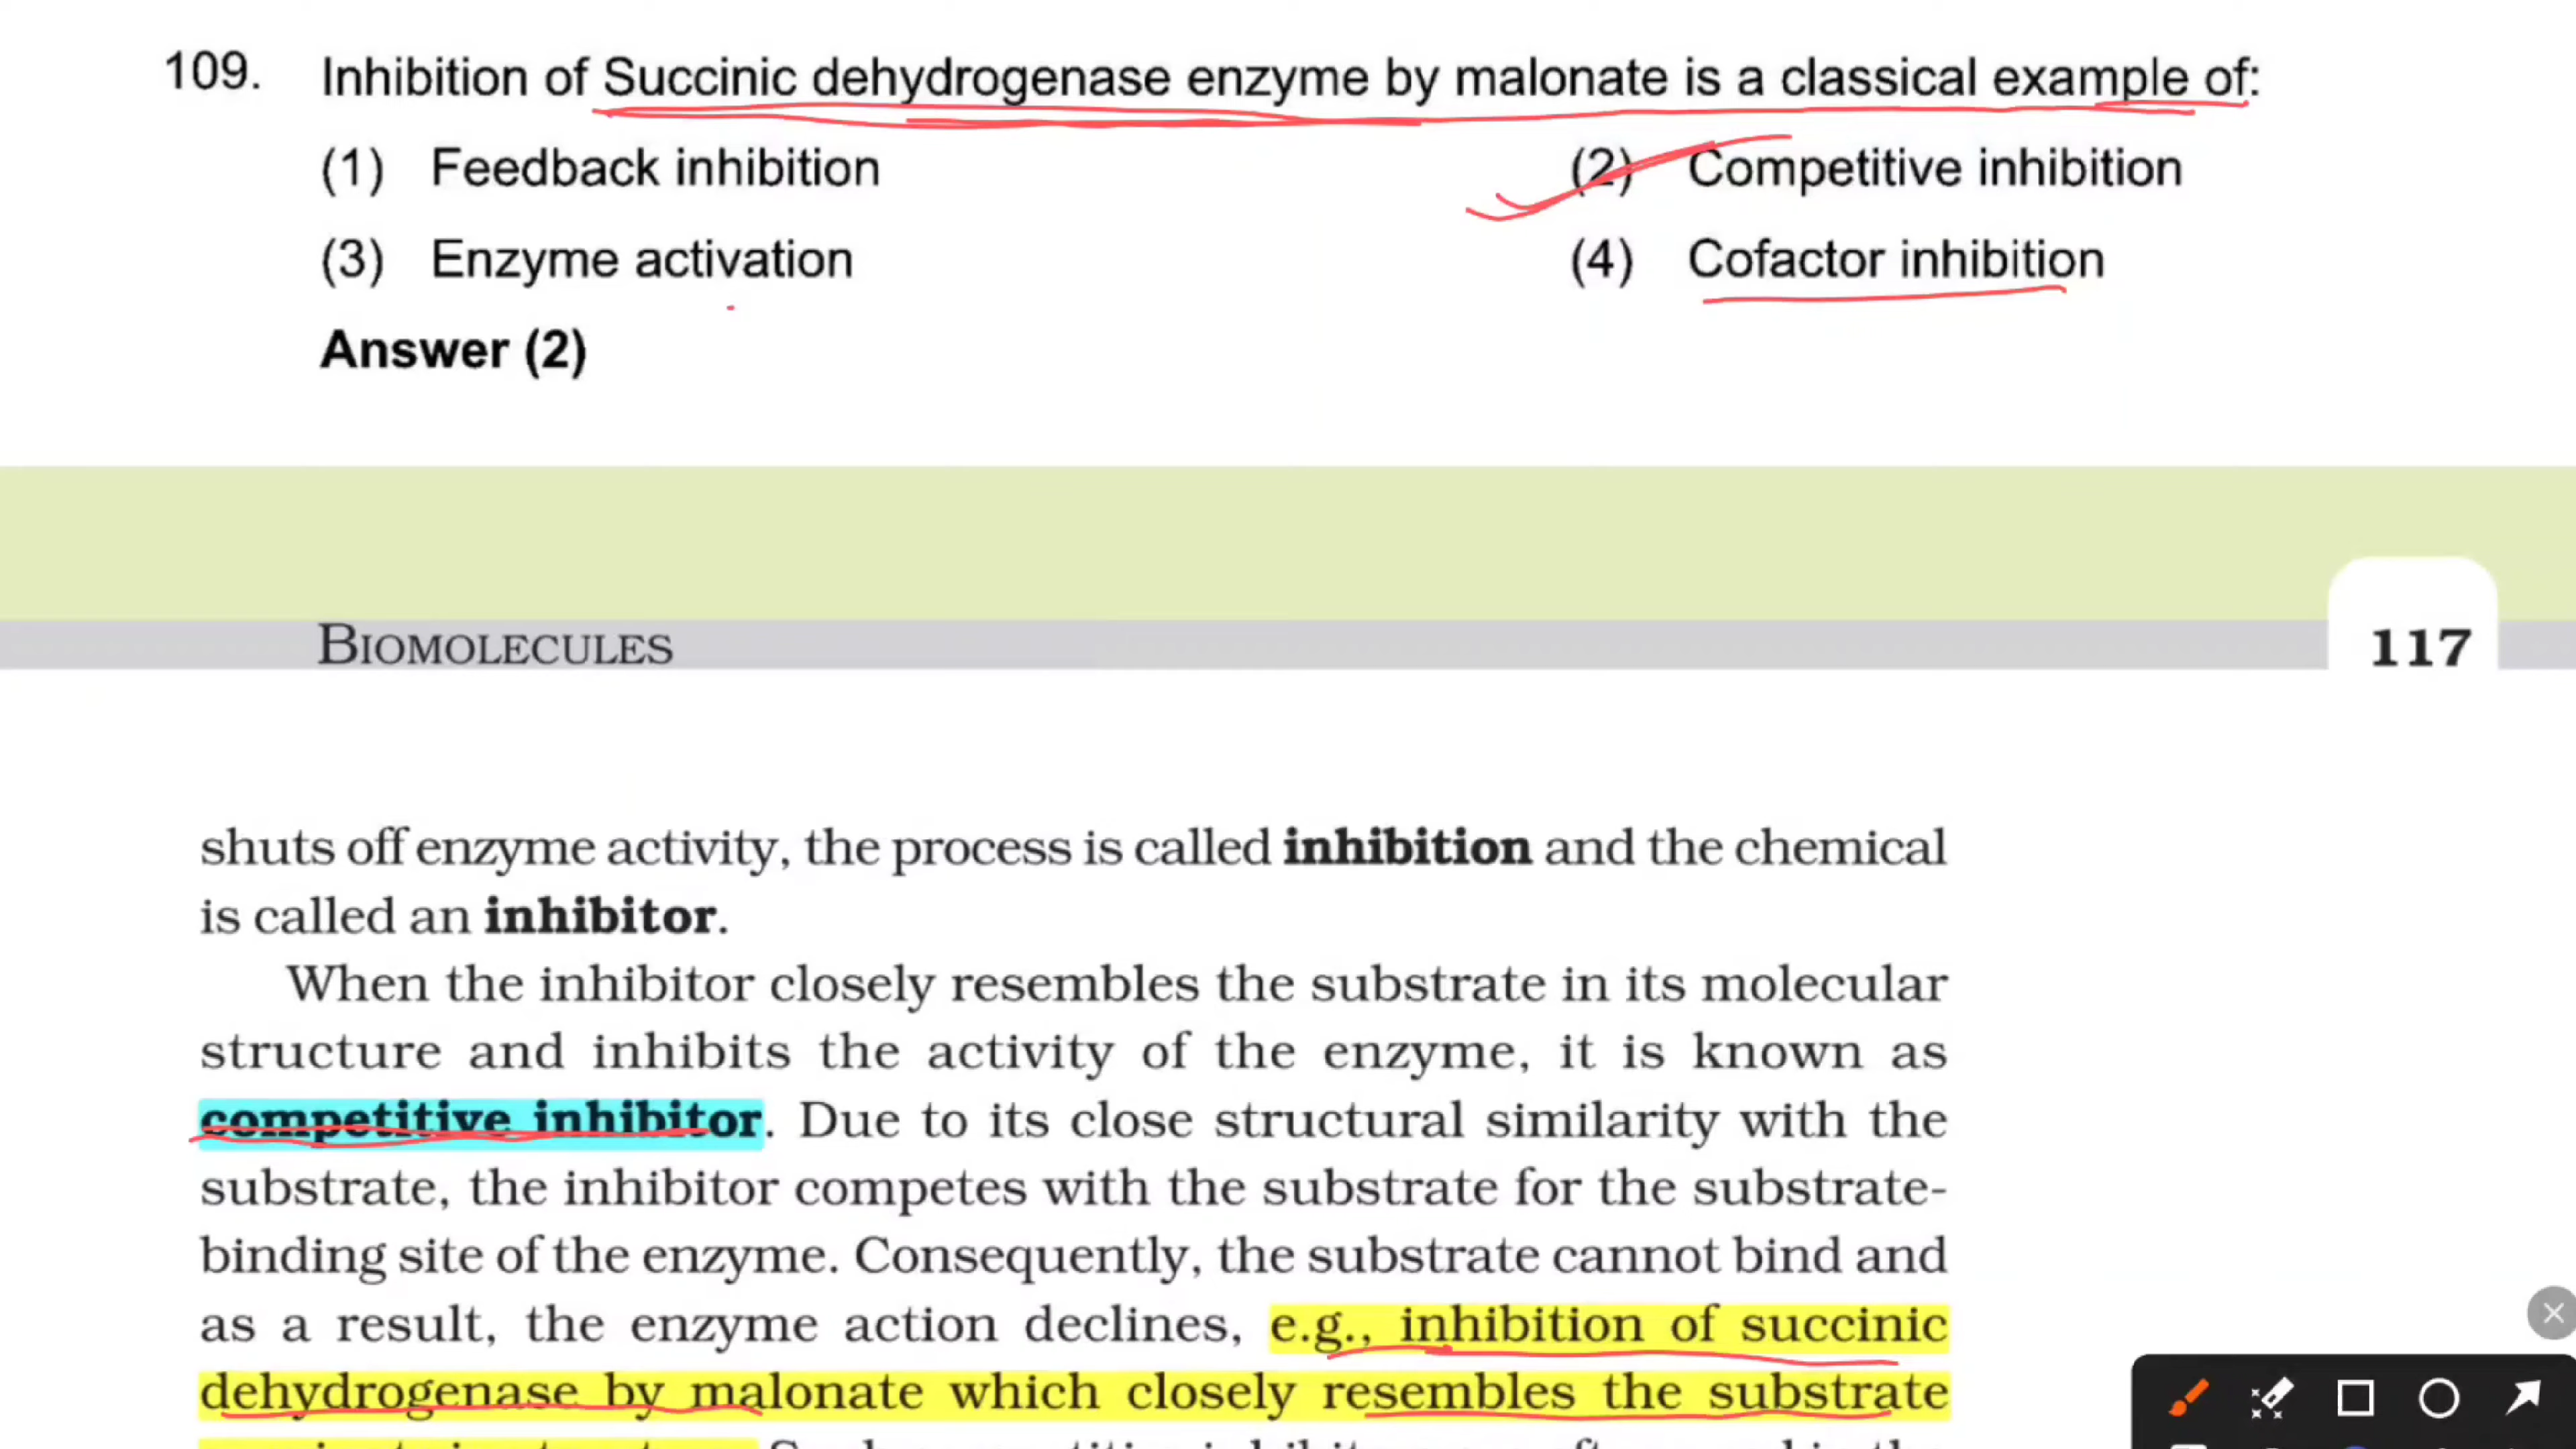 109. Inhibition of Succinic dehydrogenase enzyme by malonate is a classical example of:
(1) Feedback inhibition (2) Competitive inhibition
(3) Enzyme activation (4) Cofactor inhibition
Answer (2)
BIOMOLECULES 117
shuts off enzyme activity, the process is called inhibition and the chemical
is called an inhibitor.
When the inhibitor closely resembles the substrate in its molecular
structure and inhibits the activity of the enzyme, it is known as
competitive inhibitor. Due to its close structural similarity with the
substrate, the inhibitor competes with the substrate for the substrate-
binding site of the enzyme. Consequently, the substrate cannot bind and
as a result, the enzyme action declines, e.g., inhibition of succinic
dehydrogenase by malonate which closely resembles the substrate